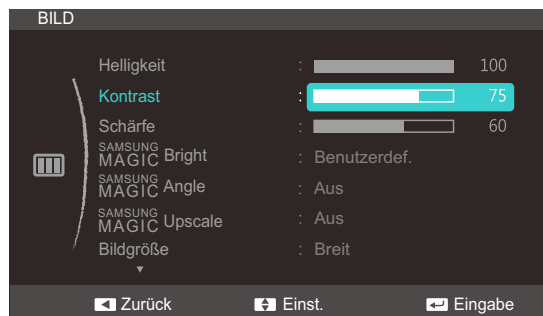 BILD
Helligkeit : 100
Kontrast : 75
Schärfe : 60
SAMSUNG MAGIC Bright : Benutzerdef.
SAMSUNG MAGIC Angle : Aus
SAMSUNG MAGIC Upscale : Aus
Bildgröße : Breit
Zurück Einst. Eingabe